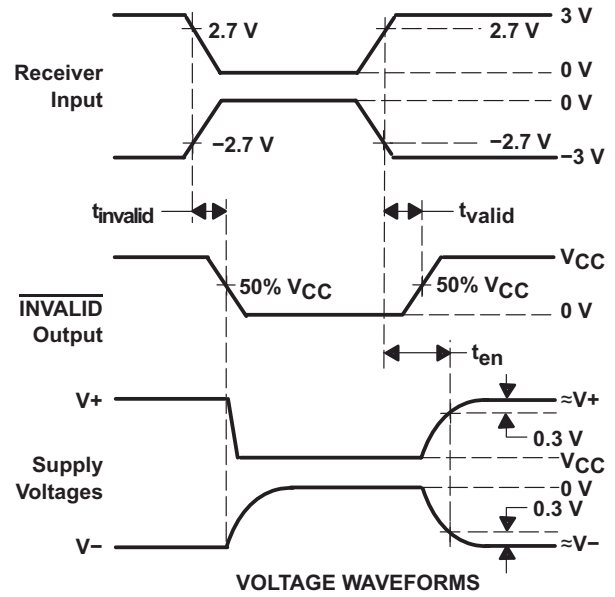 3 V
2.7 V
2.7 V
Receiver
Input
0 V
0 V
−2.7 V
−2.7 V
−3 V
tinvalid
tvalid
VCC
50% VCC
50% VCC
INVALID
Output
0 V
ten
V+
≈V+
0.3 V
Supply
Voltages
VCC
0 V
0.3 V
V−
≈V−
VOLTAGE WAVEFORMS